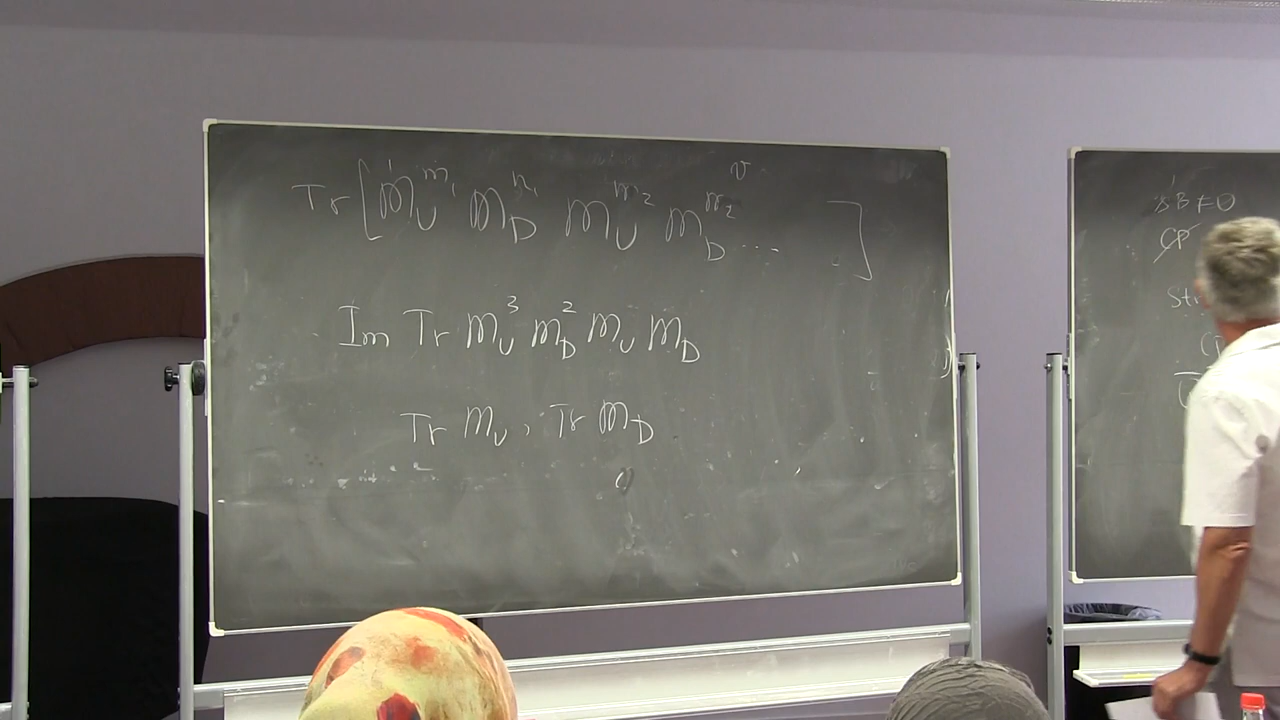 Tr [ m_U^{m_1} m_D^{n_1} m_U^{m_2} m_D^{n_2} ... ]
Im Tr m_U^3 m_D^2 m_U m_D
Tr m_U , Tr m_D
B ≠ 0
CP